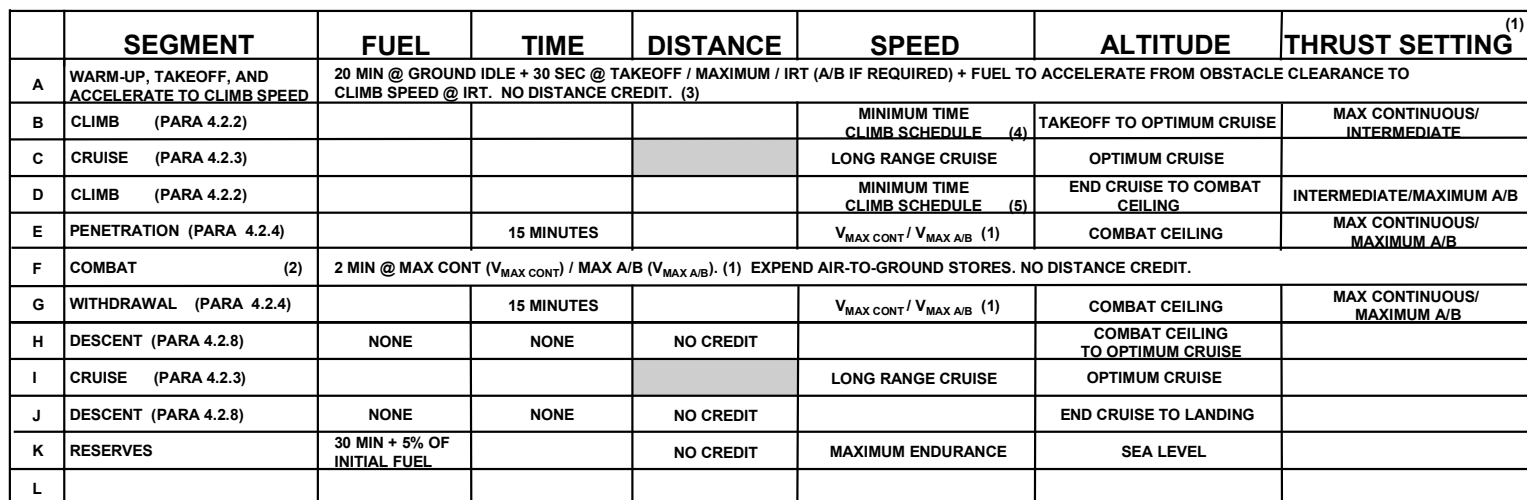 (1)
SEGMENT FUEL TIME DISTANCE SPEED ALTITUDE THRUST SETTING
A WARM-UP, TAKEOFF, AND 20 MIN @ GROUND IDLE + 30 SEC @ TAKEOFF / MAXIMUM / IRT (A/B IF REQUIRED) + FUEL TO ACCELERATE FROM OBSTACLE CLEARANCE TO
ACCELERATE TO CLIMB SPEED CLIMB SPEED @ IRT. NO DISTANCE CREDIT. (3)
B CLIMB (PARA 4.2.2) MINIMUM TIME TAKEOFF TO OPTIMUM CRUISE MAX CONTINUOUS/
CLIMB SCHEDULE (4) INTERMEDIATE
C CRUISE (PARA 4.2.3) LONG RANGE CRUISE OPTIMUM CRUISE
D CLIMB (PARA 4.2.2) MINIMUM TIME END CRUISE TO COMBAT INTERMEDIATE/MAXIMUM A/B
CLIMB SCHEDULE (5) CEILING
E PENETRATION (PARA 4.2.4) 15 MINUTES VMAX CONT / VMAX A/B (1) COMBAT CEILING MAX CONTINUOUS/
MAXIMUM A/B
F COMBAT (2) 2 MIN @ MAX CONT (VMAX CONT) / MAX A/B (VMAX A/B). (1) EXPEND AIR-TO-GROUND STORES. NO DISTANCE CREDIT.
G WITHDRAWAL (PARA 4.2.4) 15 MINUTES VMAX CONT / VMAX A/B (1) COMBAT CEILING MAX CONTINUOUS/
MAXIMUM A/B
H DESCENT (PARA 4.2.8) NONE NONE NO CREDIT COMBAT CEILING
TO OPTIMUM CRUISE
I CRUISE (PARA 4.2.3) LONG RANGE CRUISE OPTIMUM CRUISE
J DESCENT (PARA 4.2.8) NONE NONE NO CREDIT END CRUISE TO LANDING
K RESERVES 30 MIN + 5% OF NO CREDIT MAXIMUM ENDURANCE SEA LEVEL
INITIAL FUEL
L